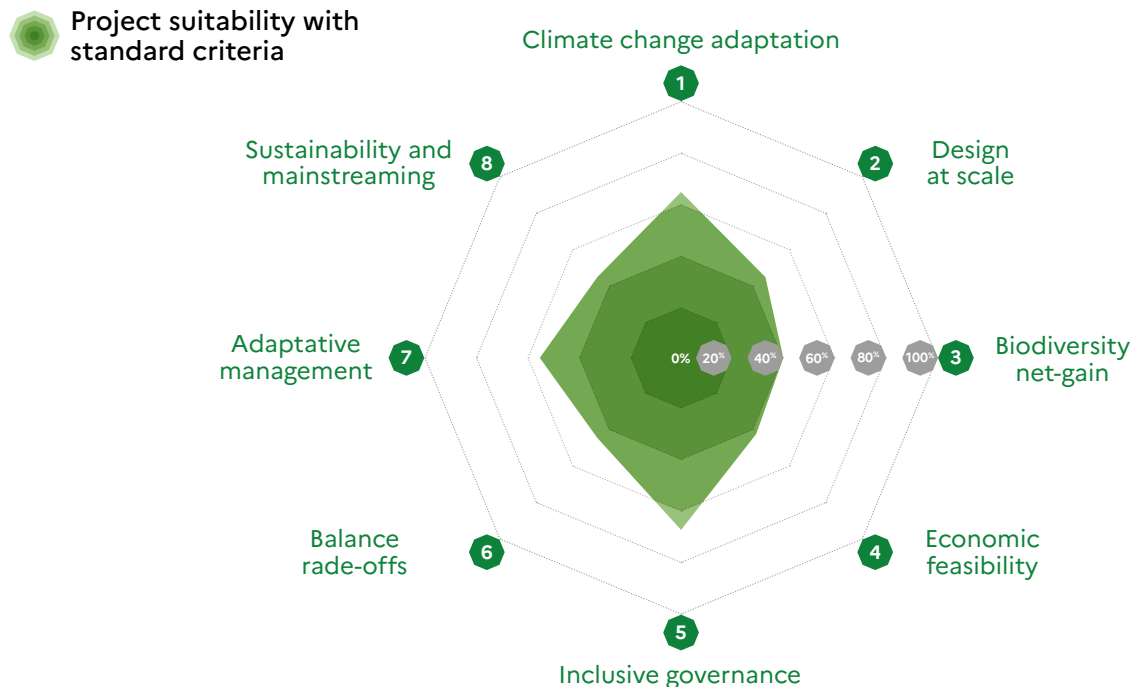 Project suitability with
standard criteria
Climate change adaptation
1
Sustainability and
mainstreaming
8
2
Design
at scale
Adaptative
management
7
0%
20%
40%
60%
80%
100%
3
Biodiversity
net-gain
Balance
rade-offs
6
4
Economic
feasibility
5
Inclusive governance